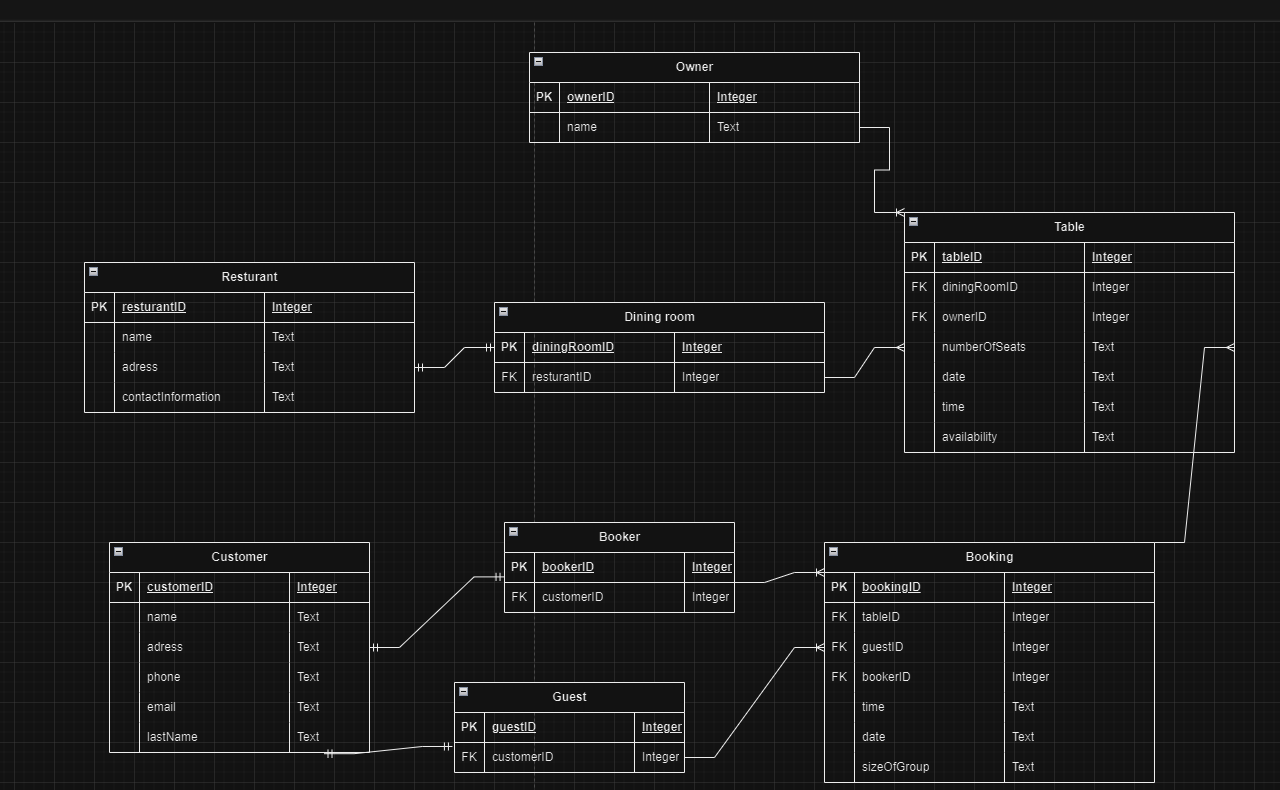 Owner
PK ownerID Integer
name Text
Table
PK tableID Integer
FK diningRoomID Integer
FK ownerID Integer
numberOfSeats Text
date Text
time Text
availability Text
Resturant
PK resturantID Integer
name Text
adress Text
contactInformation Text
Dining room
PK diningRoomID Integer
FK resturantID Integer
Customer
PK customerID Integer
name Text
adress Text
phone Text
email Text
lastName Text
Booker
PK bookerID Integer
FK customerID Integer
Guest
PK guestID Integer
FK customerID Integer
Booking
PK bookingID Integer
FK tableID Integer
FK guestID Integer
FK bookerID Integer
time Text
date Text
sizeOfGroup Text